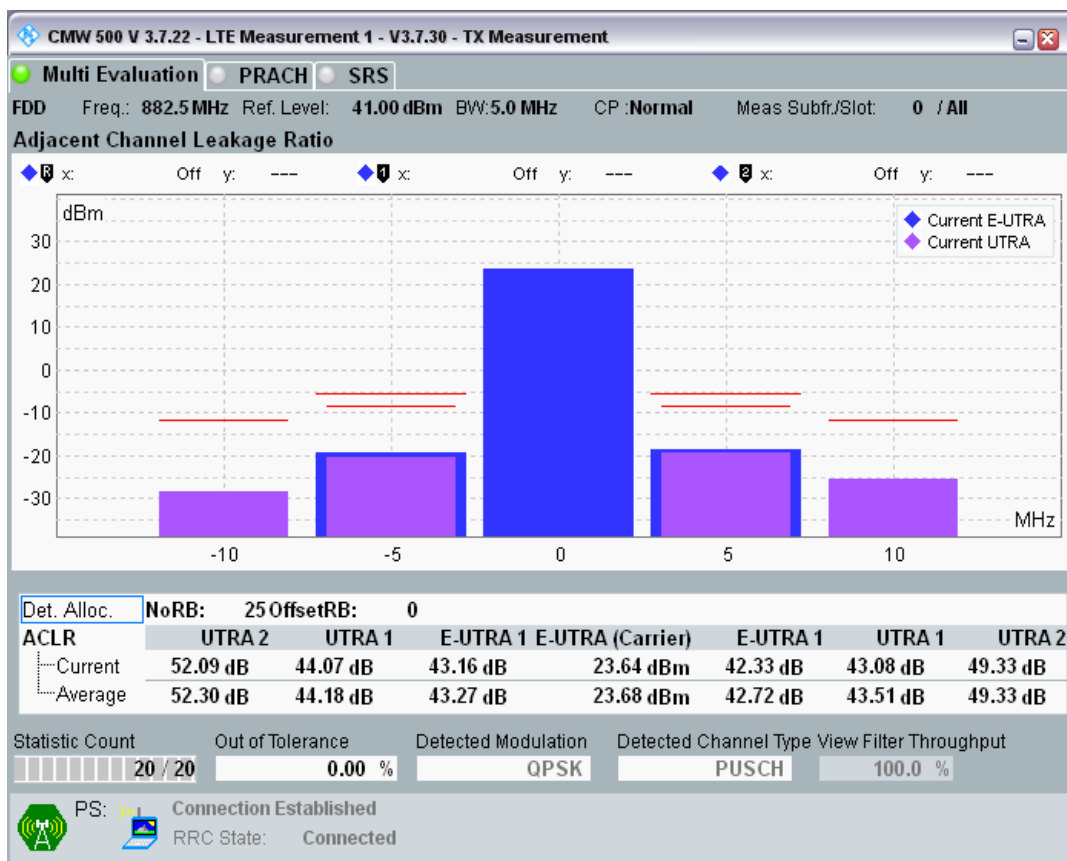 CMW 500 V 3.7.22 - LTE Measurement 1 - V3.7.30 - TX Measurement
Multi Evaluation PRACH SRS
FDD Freq.: 882.5 MHz Ref. Level: 41.00 dBm BW:5.0 MHz CP :Normal Meas Subfr./Slot: 0 / All
Adjacent Channel Leakage Ratio
R x: Off y: --- 1 x: Off y: --- 2 x: Off y: ---
dBm
Current E-UTRA
Current UTRA
30
20
10
0
-10
-20
-30
MHz
-10 -5 0 5 10
Det. Alloc. NoRB: 25 OffsetRB: 0
ACLR UTRA 2 UTRA 1 E-UTRA 1 E-UTRA (Carrier) E-UTRA 1 UTRA 1 UTRA 2
Current 52.09 dB 44.07 dB 43.16 dB 23.64 dBm 42.33 dB 43.08 dB 49.33 dB
Average 52.30 dB 44.18 dB 43.27 dB 23.68 dBm 42.72 dB 43.51 dB 49.33 dB
Statistic Count Out of Tolerance Detected Modulation Detected Channel Type View Filter Throughput
20 / 20 0.00 % QPSK PUSCH 100.0 %
PS: Connection Established
RRC State: Connected